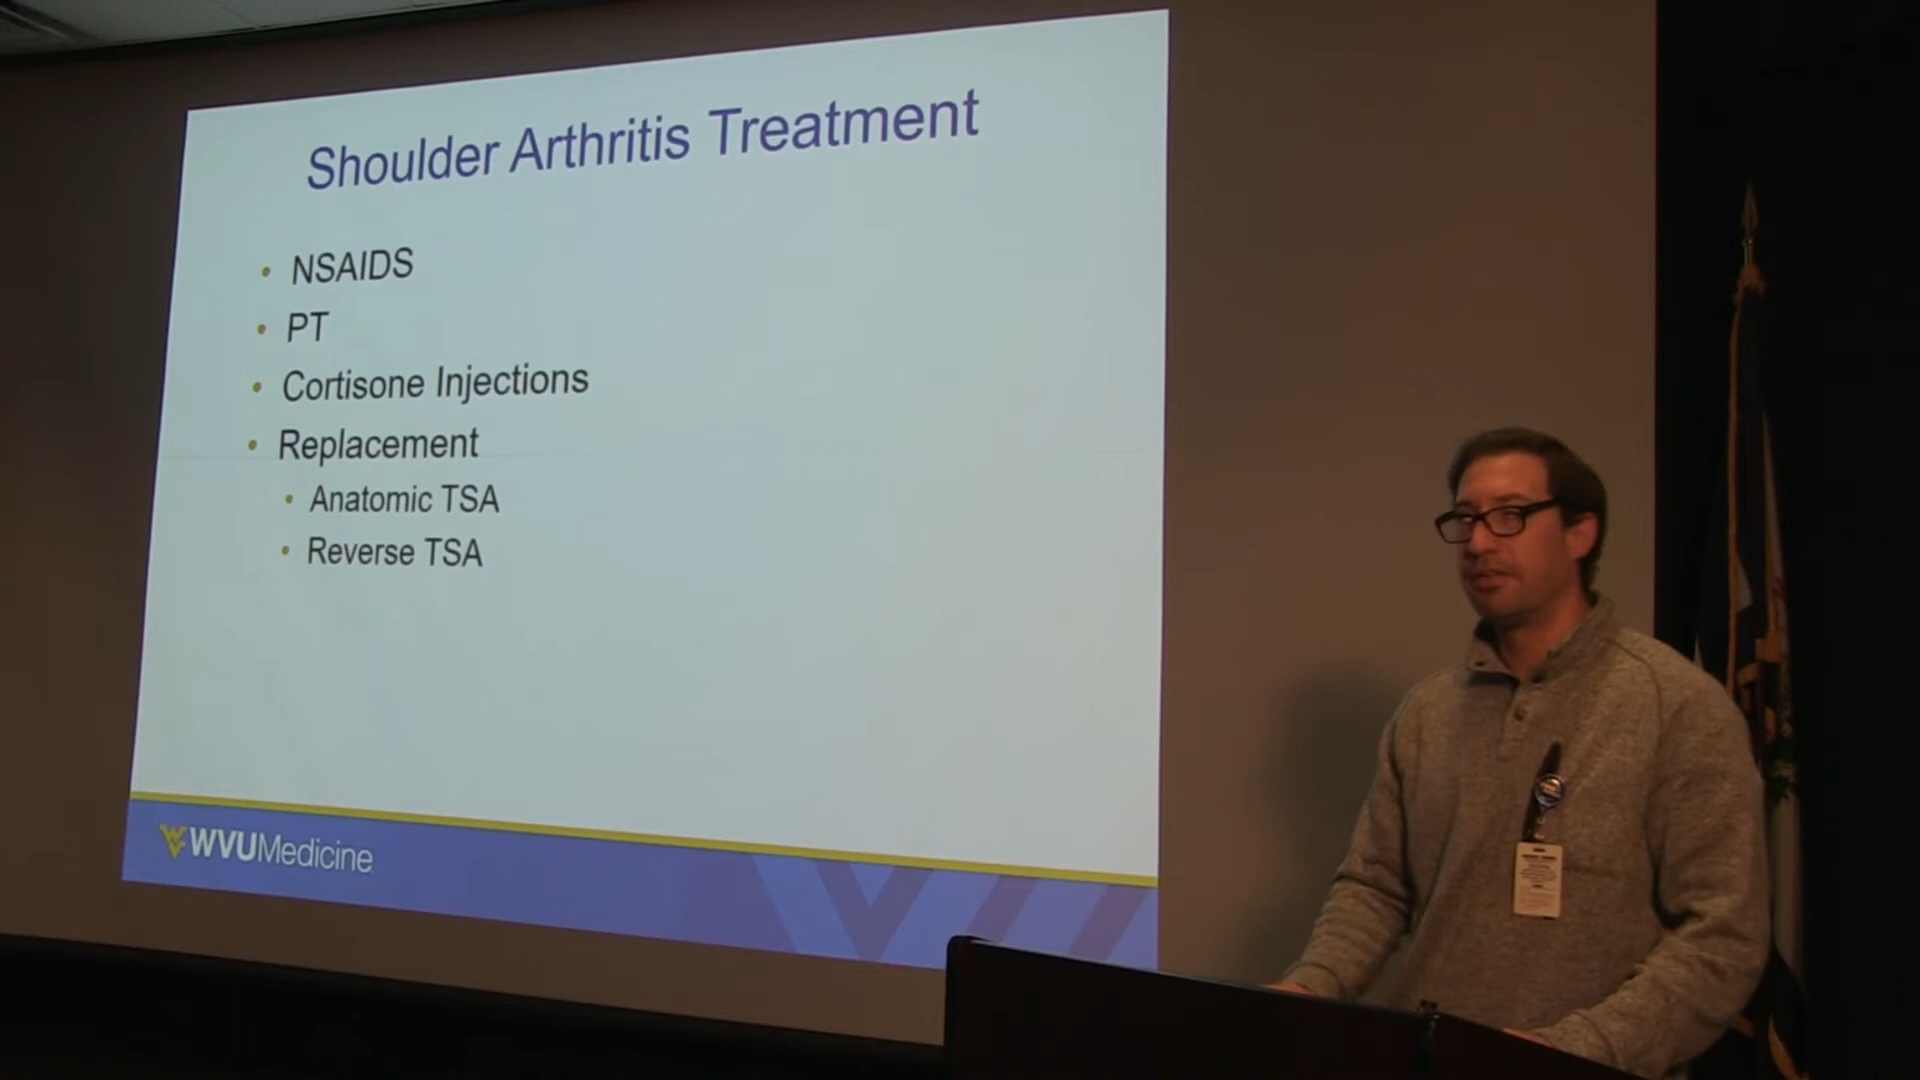 Shoulder Arthritis Treatment
• NSAIDS
• PT
• Cortisone Injections
• Replacement
• Anatomic TSA
• Reverse TSA
WVUMedicine